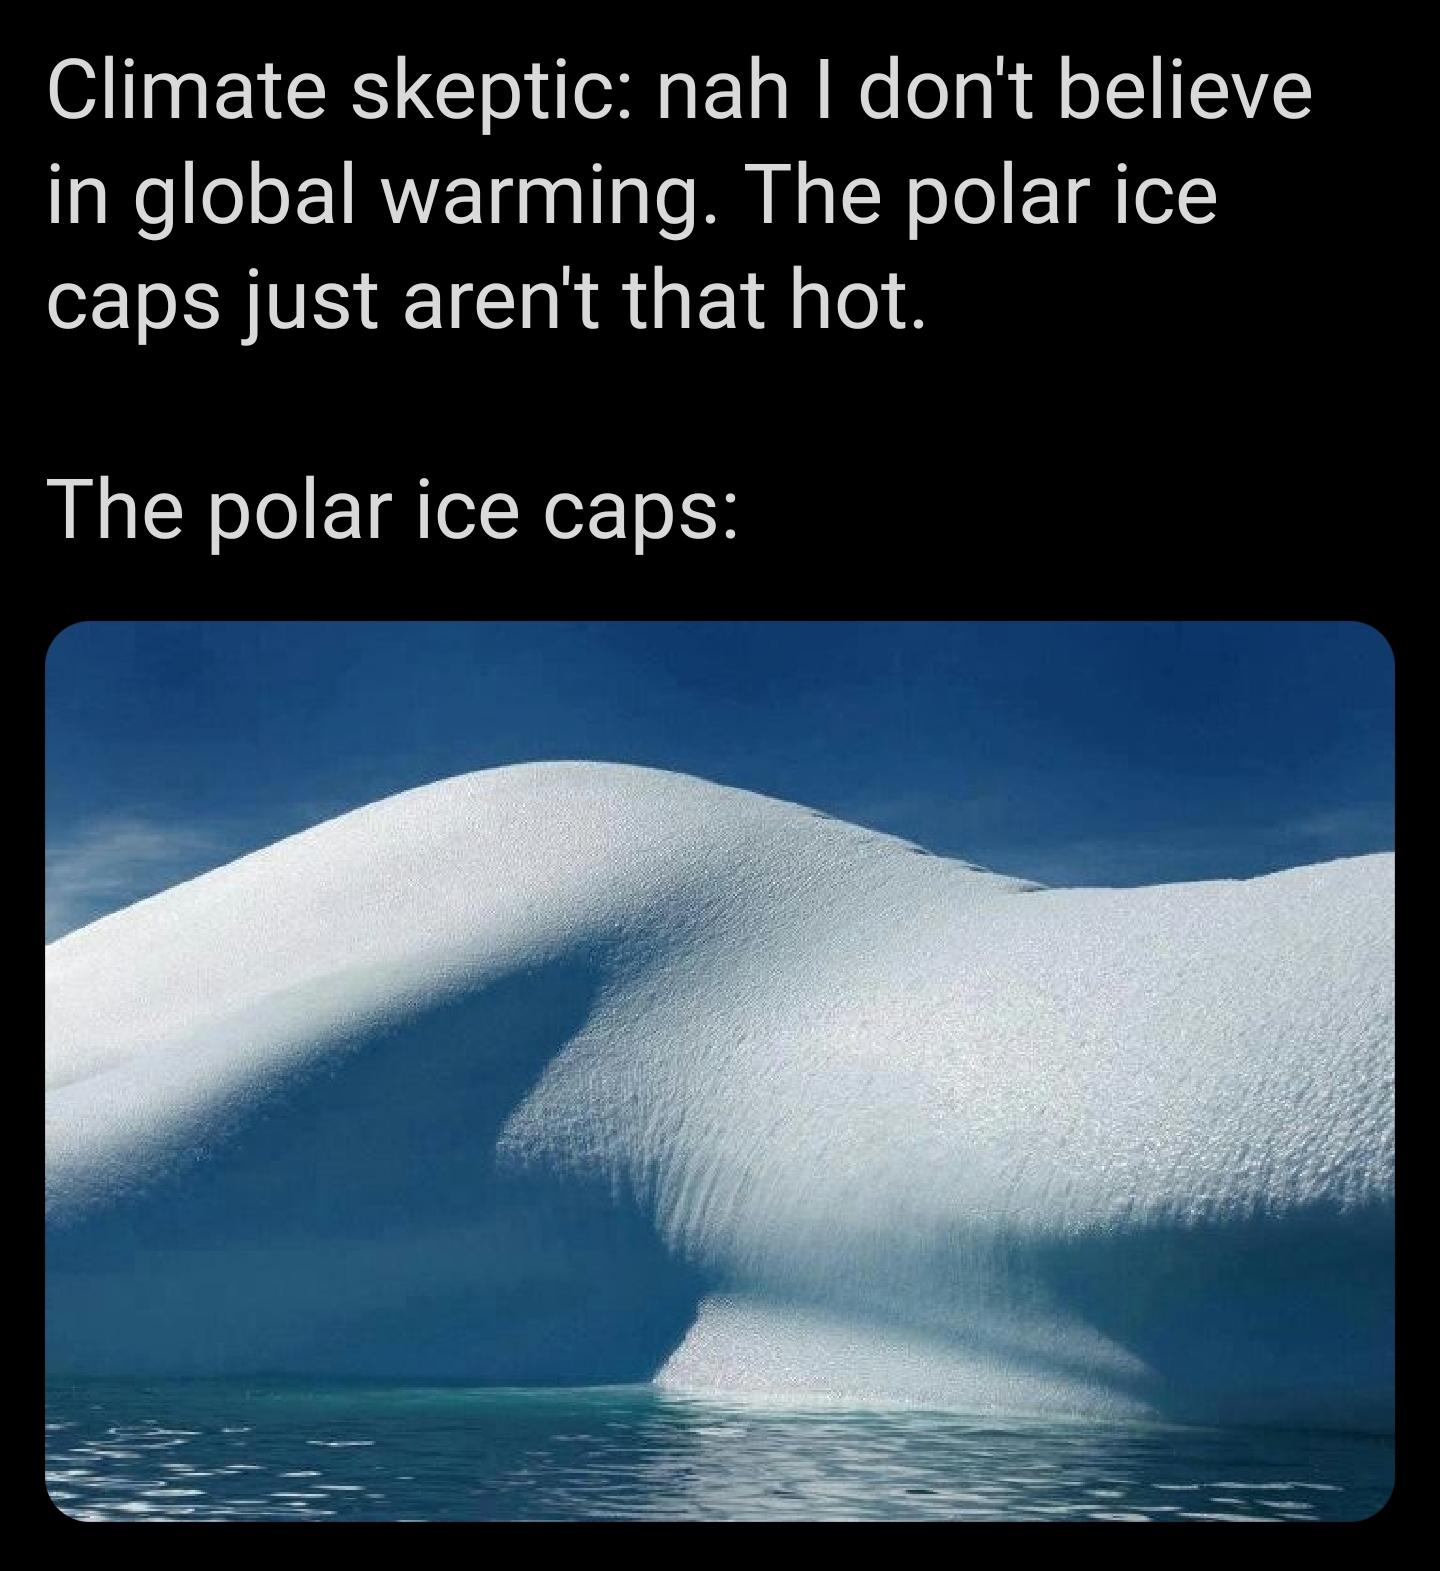 Climate skeptic: nah I don't believe
in global warming. The polar ice
caps just aren't that hot.
The polar ice caps: